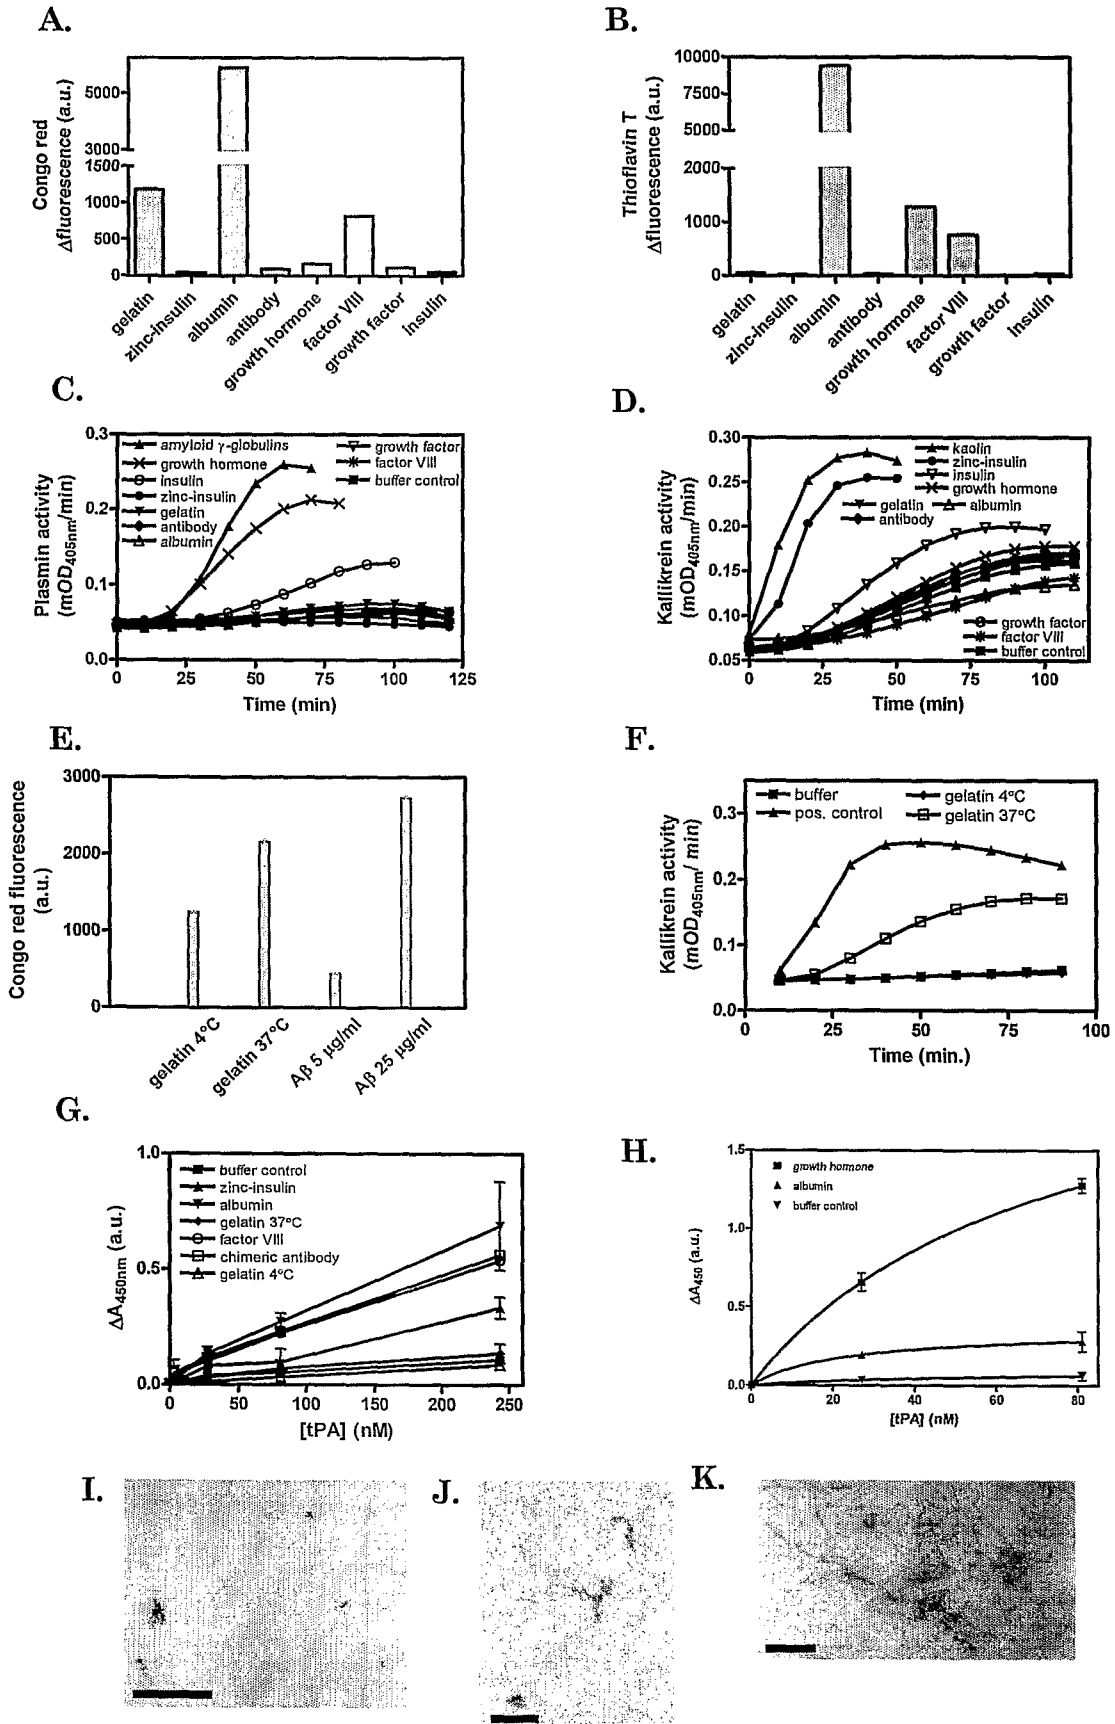 A.
Congo red
Δfluorescence (a.u.)
5000
3000
1500
1000
500
0
gelatin
zinc-insulin
albumin
antibody
growth hormone
factor VIII
growth factor
insulin
B.
Thioflavin T
Δfluorescence (a.u.)
10000
7500
5000
2000
1000
0
gelatin
zinc-insulin
albumin
antibody
growth hormone
factor VIII
growth factor
insulin
C.
Plasmin activity
(mOD405nm/min)
0.3
0.2
0.1
0.0
amyloid γ-globulins
growth hormone
insulin
zinc-insulin
gelatin
antibody
albumin
growth factor
factor VIII
buffer control
0
25
50
75
100
125
Time (min)
D.
Kallikrein activity
(mOD405nm/min)
0.30
0.25
0.20
0.15
0.10
0.05
kaolin
zinc-insulin
insulin
growth hormone
gelatin
albumin
antibody
growth factor
factor VIII
buffer control
0
25
50
75
100
Time (min)
E.
Congo red fluorescence
(a.u.)
3000
2000
1000
0
gelatin 4°C
gelatin 37°C
Aβ 5 µg/ml
Aβ 25 µg/ml
F.
Kallikrein activity
(mOD405nm/ min)
0.3
0.2
0.1
0.0
buffer
pos. control
gelatin 4°C
gelatin 37°C
0
25
50
75
100
Time (min.)
G.
ΔA450nm (a.u.)
1.0
0.5
0.0
buffer control
zinc-insulin
albumin
gelatin 37°C
factor VIII
chimeric antibody
gelatin 4°C
0
50
100
150
200
250
[tPA] (nM)
H.
ΔA450 (a.u.)
1.5
1.0
0.5
0.0
growth hormone
albumin
buffer control
0
20
40
60
80
[tPA] (nM)
I.
J.
K.